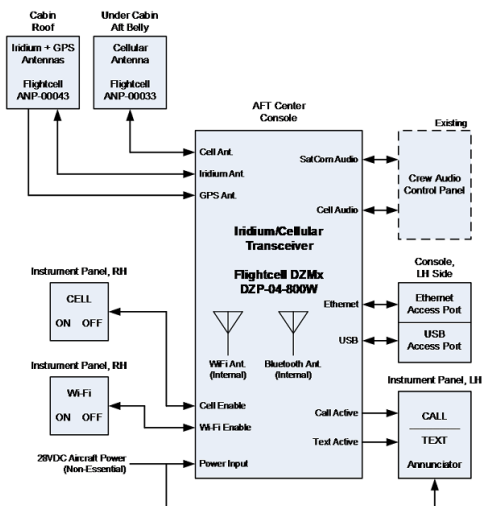 Cabin
Roof
Iridium + GPS
Antennas
Flightcell
ANP-00043
Under Cabin
Aft Belly
Cellular
Antenna
Flightcell
ANP-00033
AFT Center
Console
Cell Ant.
Iridium Ant.
GPS Ant.
SatCom Audio
Cell Audio
Iridium/Cellular
Transceiver
Flightcell DZMx
DZP-04-800W
Ethernet
USB
WiFi Ant.
(Internal)
Bluetooth Ant.
(Internal)
Cell Enable
Wi-Fi Enable
Power Input
Call Active
Text Active
Existing
Crew Audio
Control Panel
Console,
LH Side
Ethernet
Access Port
USB
Access Port
Instrument Panel, RH
CELL
ON OFF
Instrument Panel, RH
Wi-Fi
ON OFF
28VDC Aircraft Power
(Non-Essential)
Instrument Panel, LH
CALL
TEXT
Annunciator